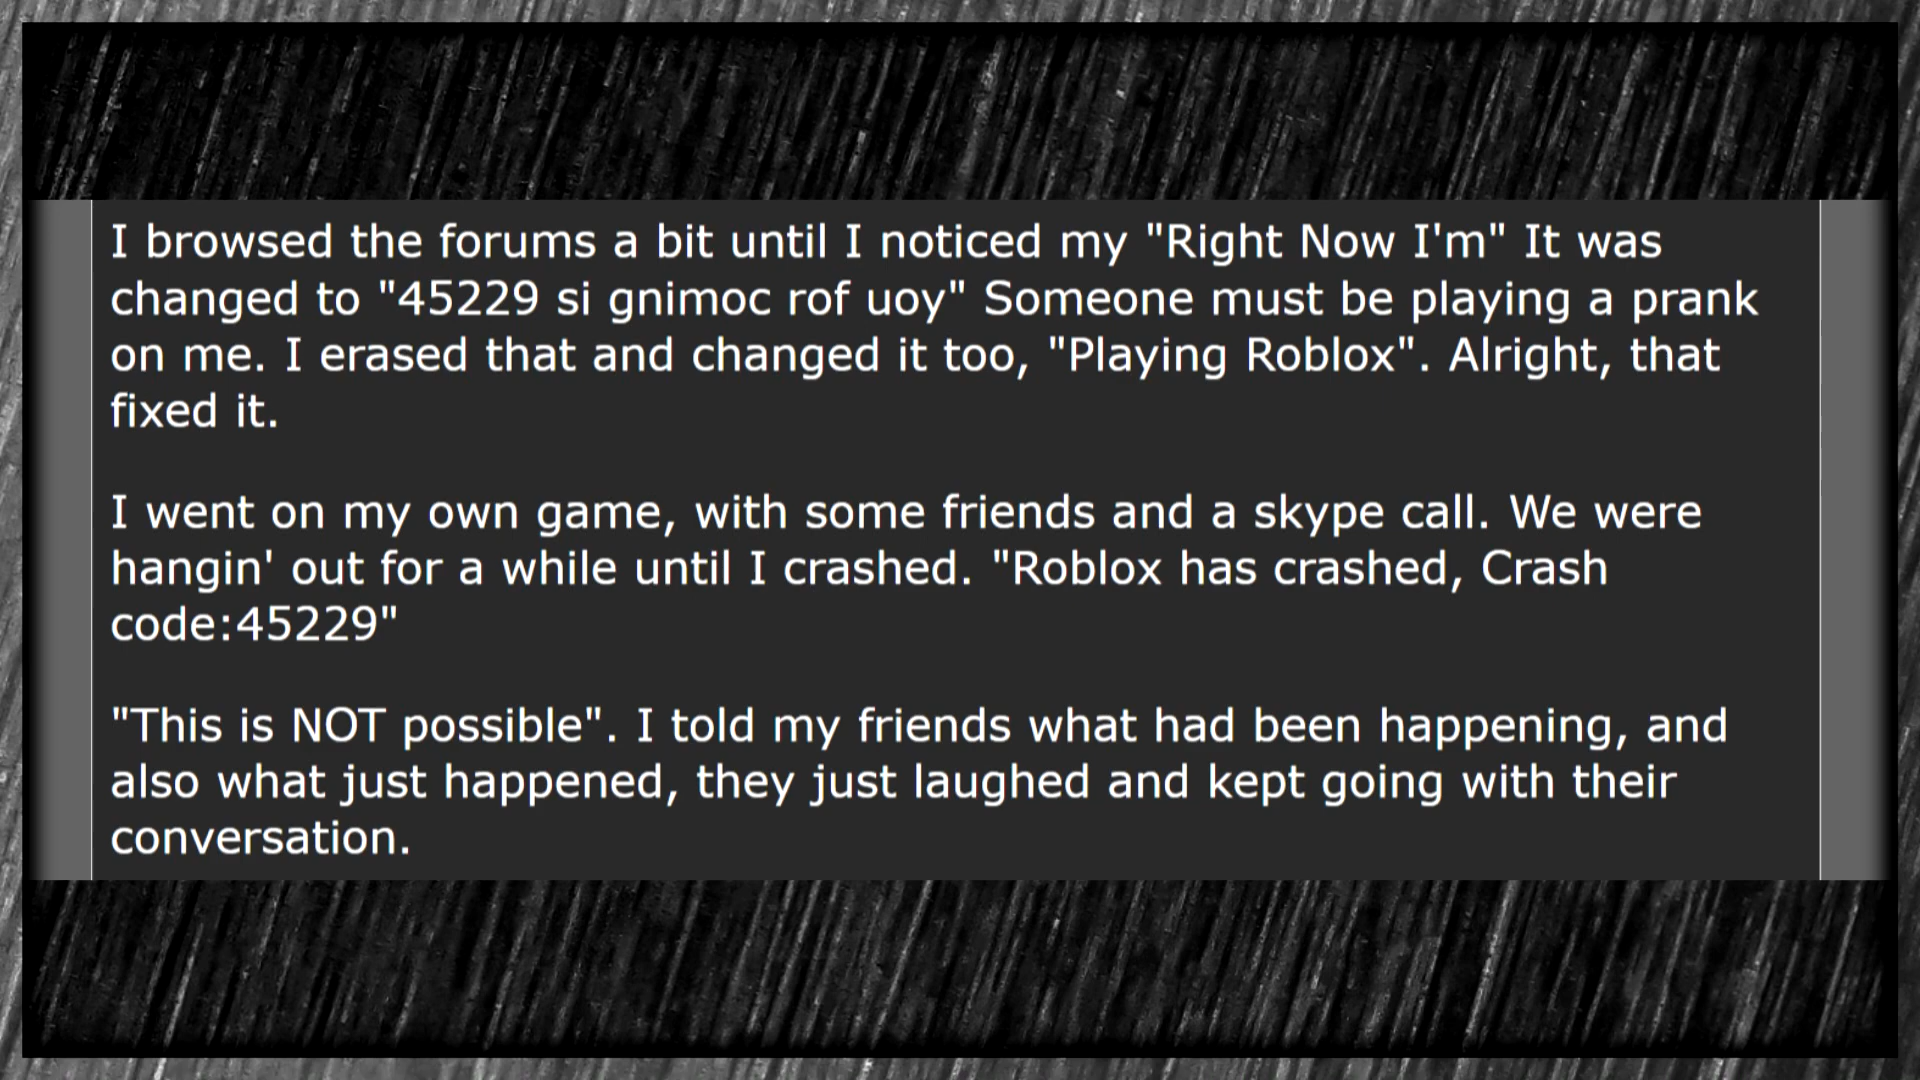 I browsed the forums a bit until I noticed my "Right Now I'm" It was
changed to "45229 si gnimoc rof uoy" Someone must be playing a prank
on me. I erased that and changed it too, "Playing Roblox". Alright, that
fixed it.
I went on my own game, with some friends and a skype call. We were
hangin' out for a while until I crashed. "Roblox has crashed, Crash
code:45229"
"This is NOT possible". I told my friends what had been happening, and
also what just happened, they just laughed and kept going with their
conversation.